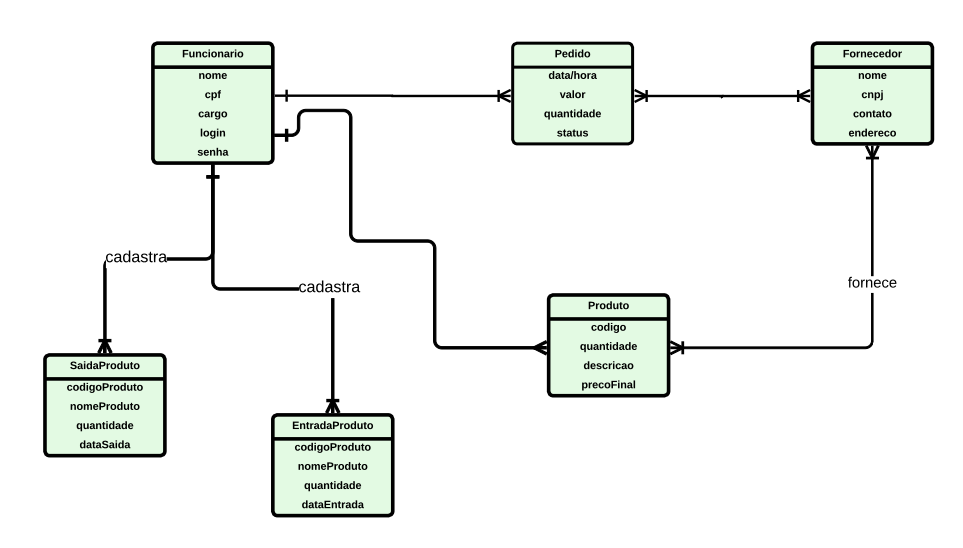 Funcionario
nome
cpf
cargo
login
senha
Pedido
data/hora
valor
quantidade
status
Fornecedor
nome
cnpj
contato
endereco
cadastra
cadastra
fornece
Produto
codigo
quantidade
descricao
precoFinal
SaidaProduto
codigoProduto
nomeProduto
quantidade
dataSaida
EntradaProduto
codigoProduto
nomeProduto
quantidade
dataEntrada